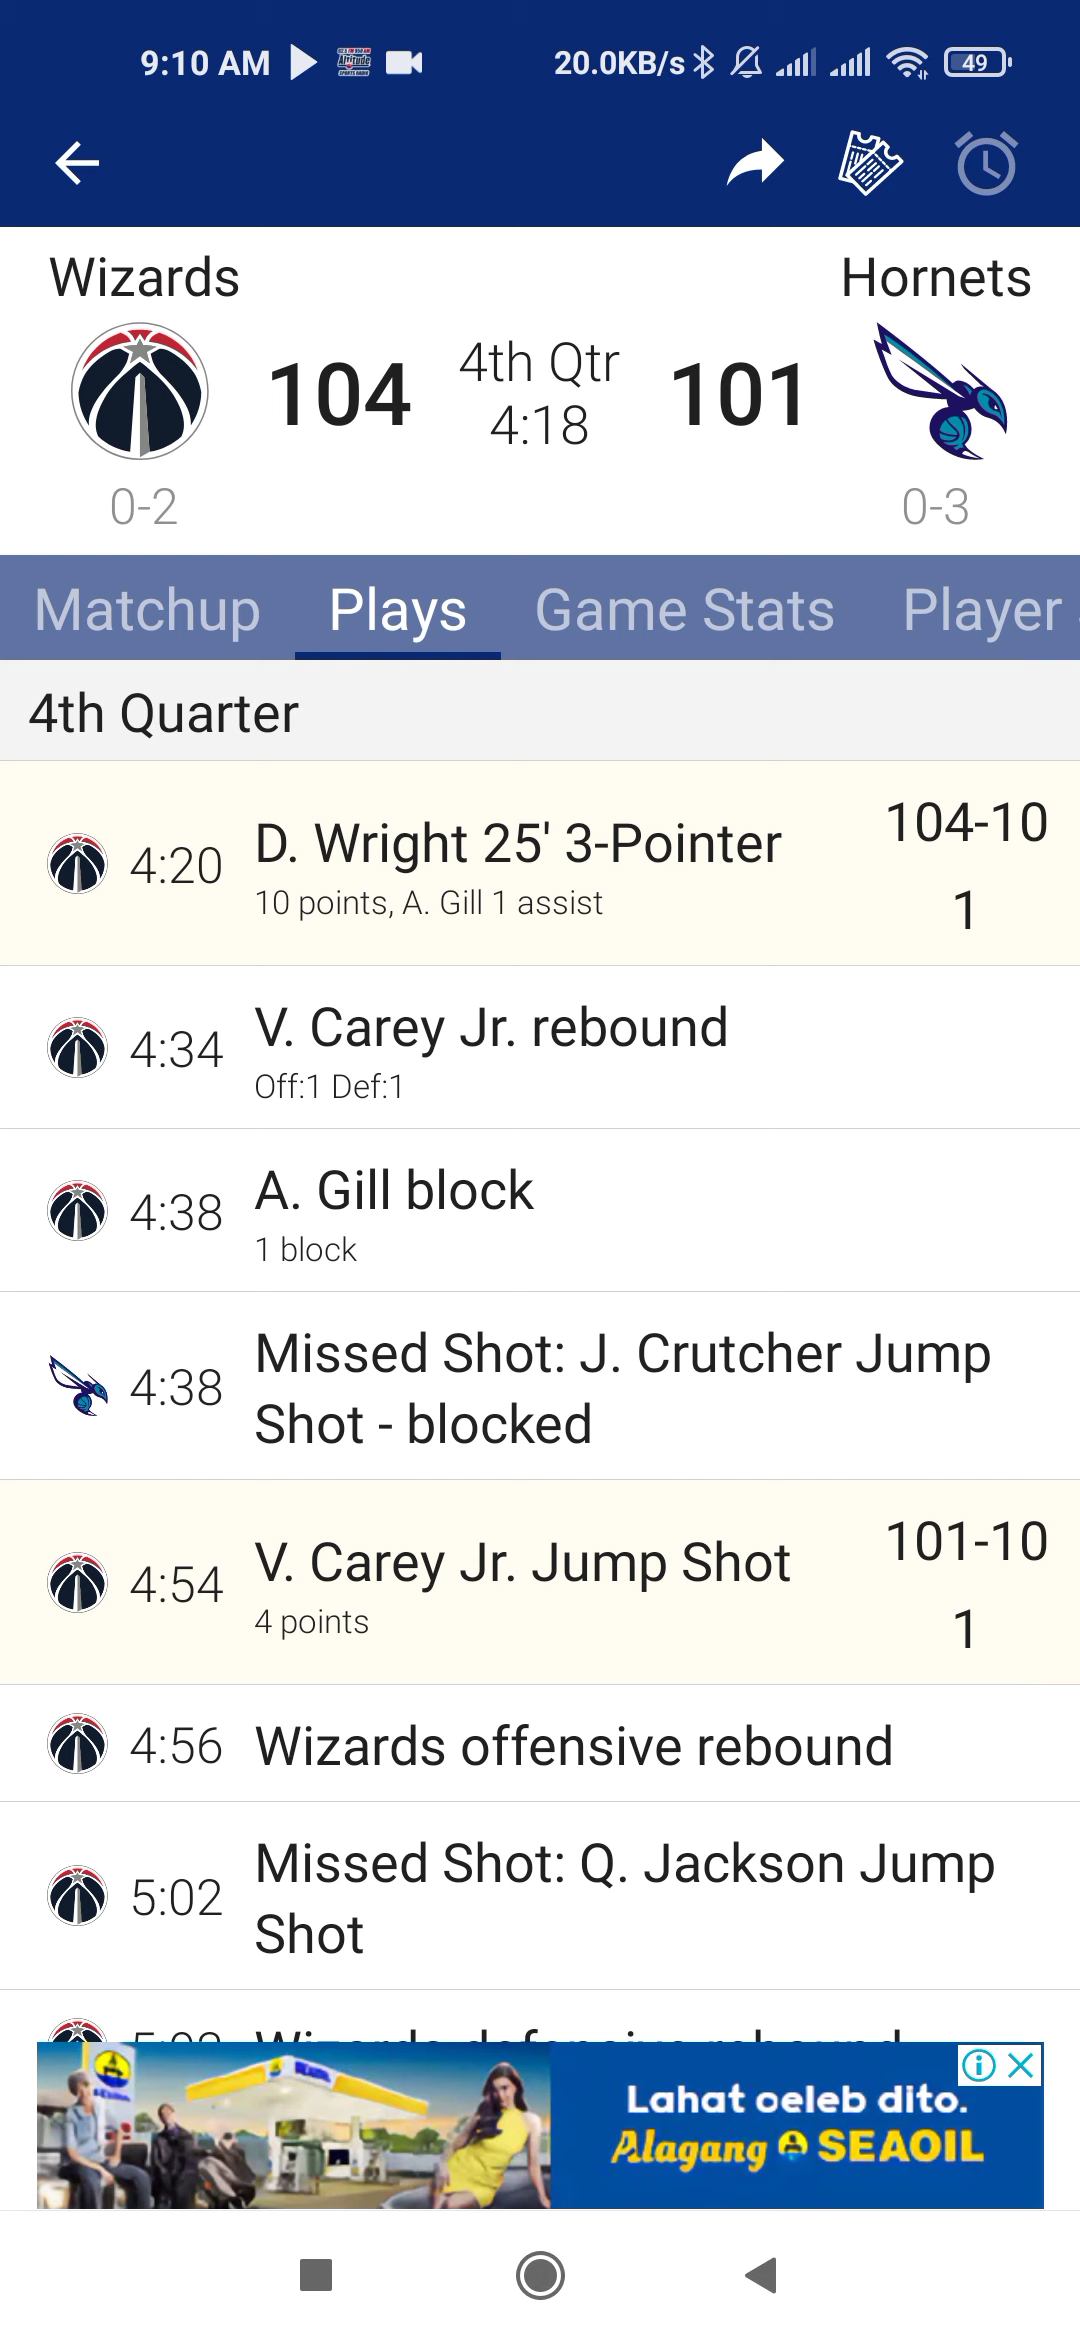 9:10 AM
20.0KB/s
49
Wizards
Hornets
104
4th Qtr
4:18
101
0-2
0-3
Matchup
Plays
Game Stats
Player
4th Quarter
4:20
D. Wright 25' 3-Pointer
10 points, A. Gill 1 assist
104-10
1
4:34
V. Carey Jr. rebound
Off:1 Def:1
4:38
A. Gill block
1 block
4:38
Missed Shot: J. Crutcher Jump
Shot - blocked
4:54
V. Carey Jr. Jump Shot
4 points
101-10
1
4:56
Wizards offensive rebound
5:02
Missed Shot: Q. Jackson Jump
Shot
Wizards defensive rebound
Lahat celeb dito.
Alagang SEAOIL